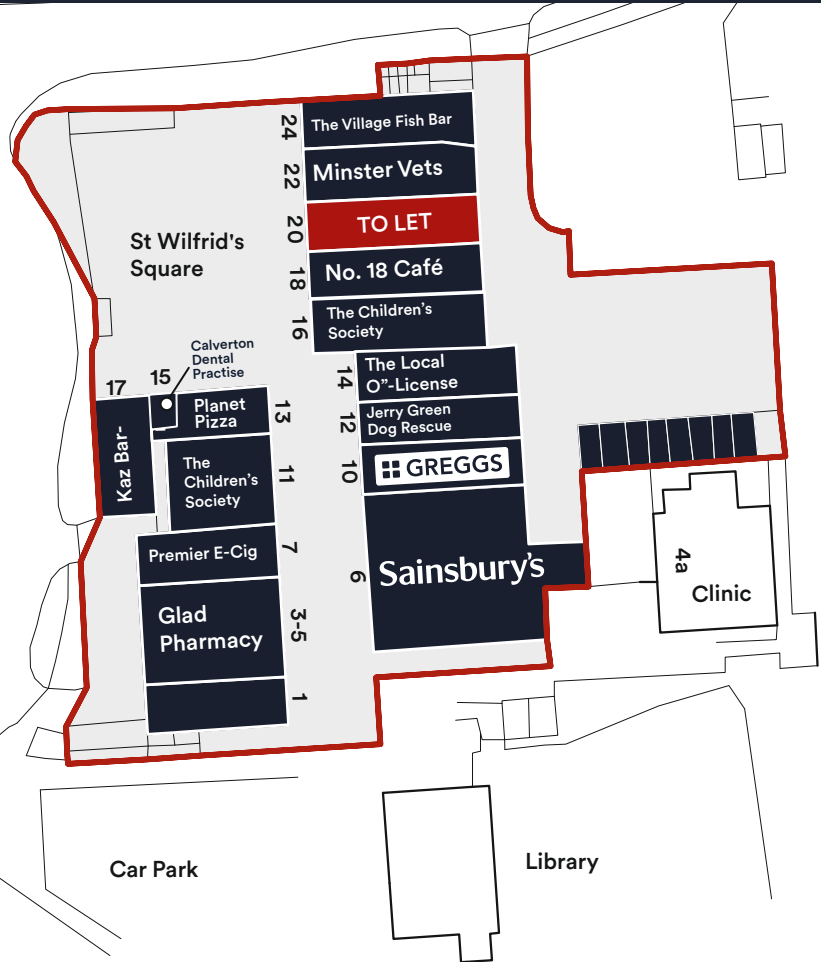 24
The Village Fish Bar
22
Minster Vets
20
TO LET
St Wilfrid's
Square
18
No. 18 Café
16
The Children's
Society
Calverton
Dental
Practise
14
The Local
O”-License
17
15
13
Planet
Pizza
12
Jerry Green
Dog Rescue
Kaz Bar-
11
The
Children's
Society
10
GREGGS
7
Premier E-Cig
6
Sainsbury's
4a
Clinic
3-5
Glad
Pharmacy
1
Car Park
Library